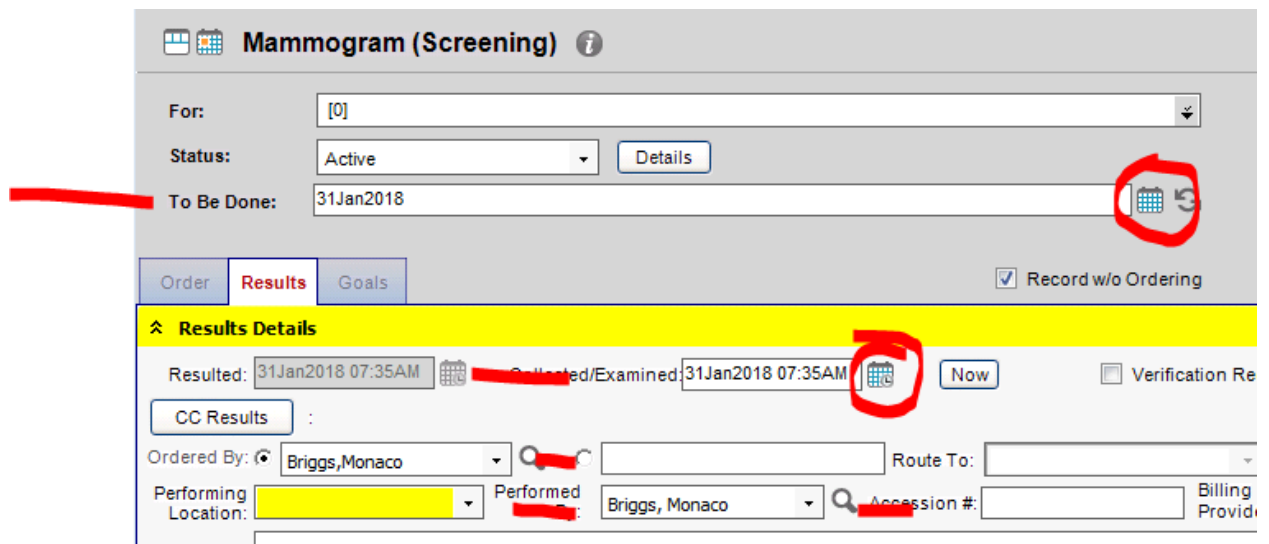 Mammogram (Screening)
For: [0]
Status: Active Details
To Be Done: 31Jan2018
Order Results Goals Record w/o Ordering
Results Details
Resulted: 31Jan2018 07:35AM Collected/Examined: 31Jan2018 07:35AM Now Verification Re
CC Results :
Ordered By: Briggs,Monaco Route To:
Performing Location: Performed Briggs, Monaco Accession #: Billing Provid